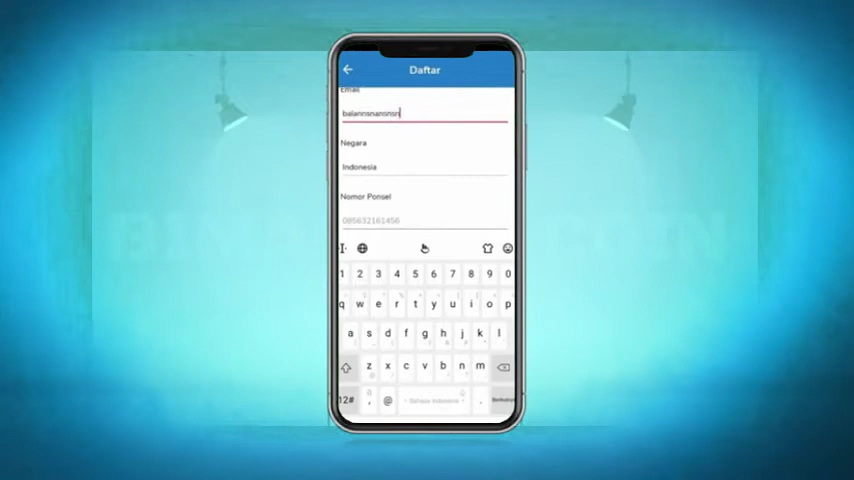 Daftar
Email
baiannsnansnsn
Negara
Indonesia
Nomor Ponsel
085632161456
1 2 3 4 5 6 7 8 9 0
q w e r t y u i o p
a s d f g h j k l
z x c v b n m
12# , @ Bahasa Indonesia .